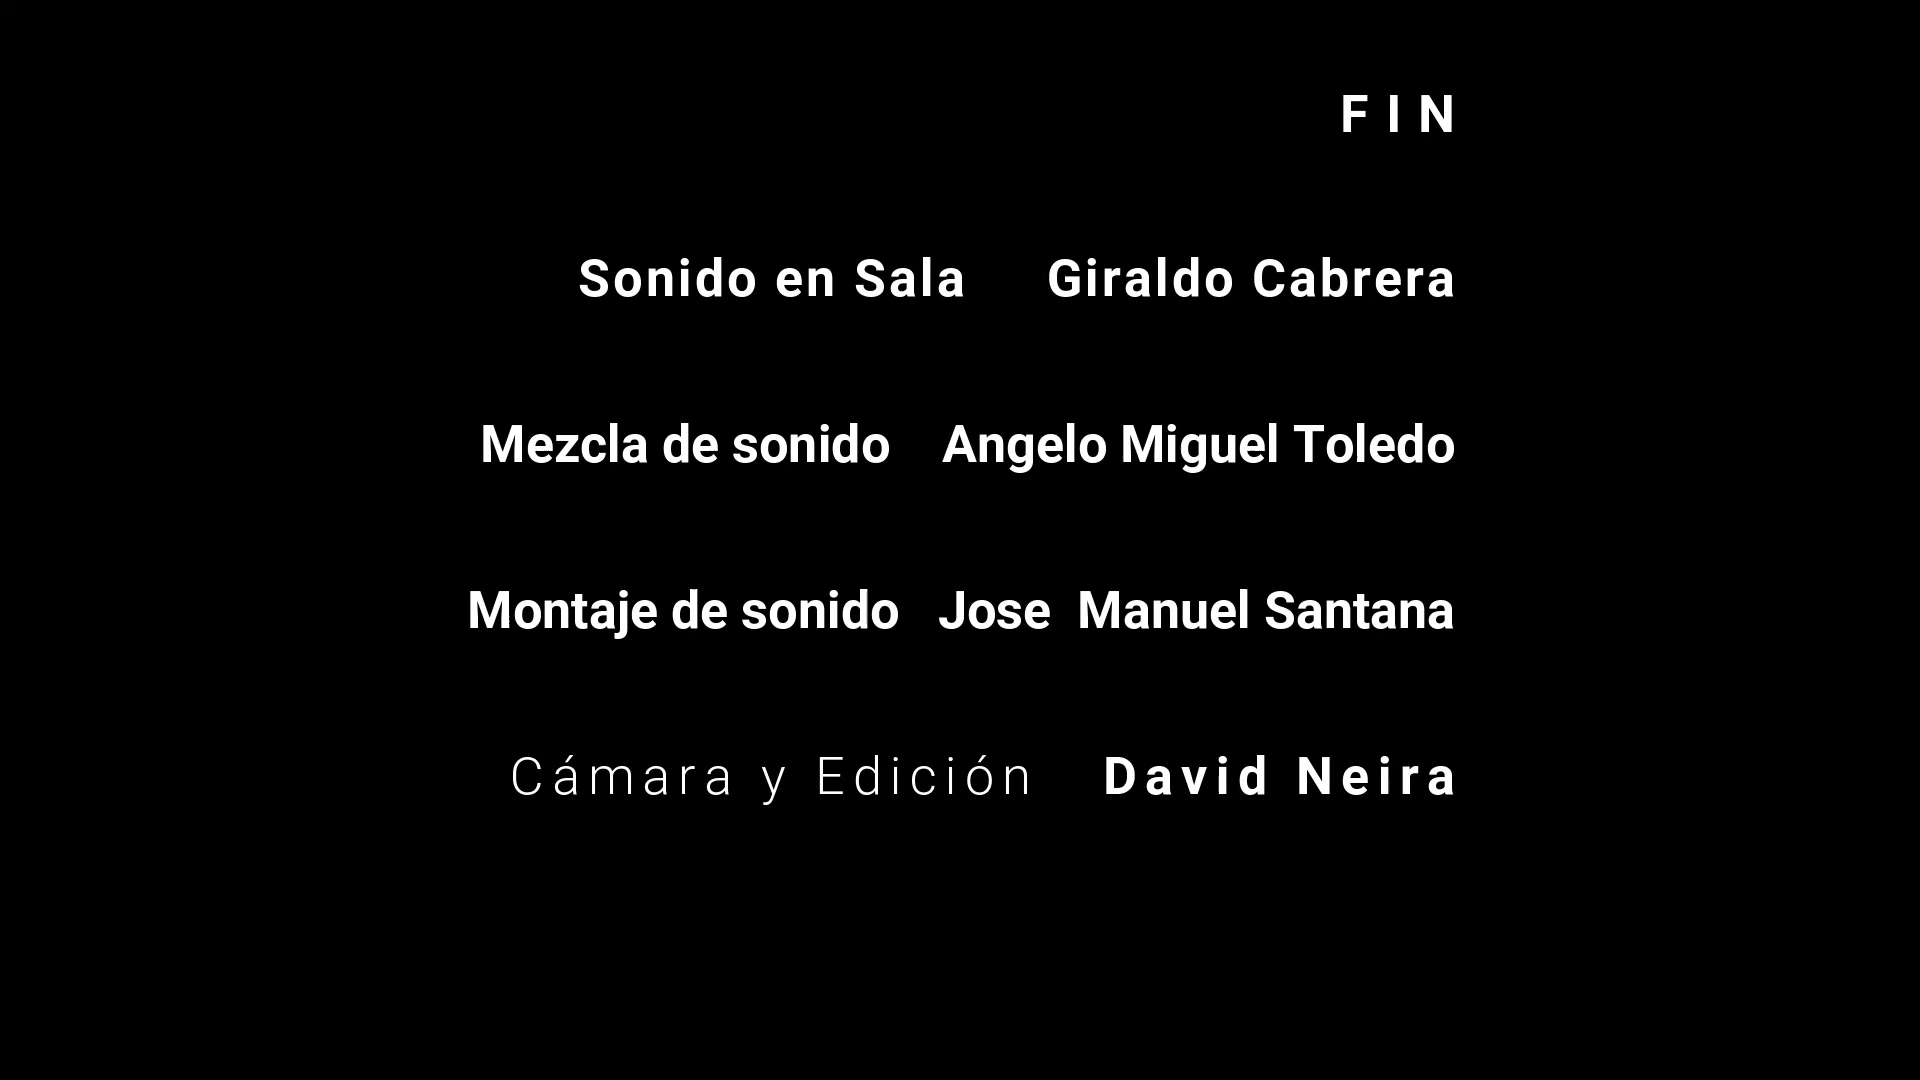 FIN
Sonido en Sala Giraldo Cabrera
Mezcla de sonido Angelo Miguel Toledo
Montaje de sonido Jose Manuel Santana
Cámara y Edición David Neira